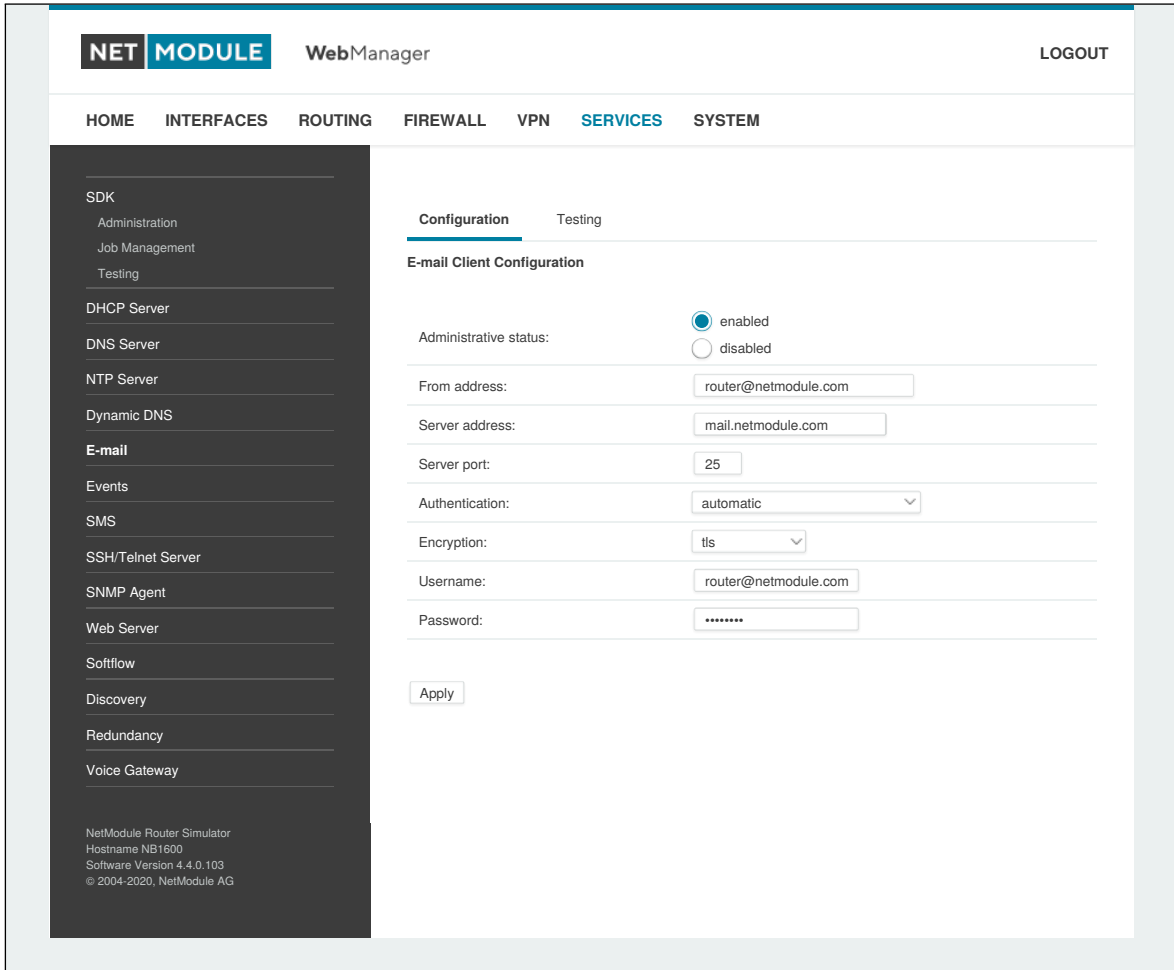 NET MODULE WebManager LOGOUT
HOME INTERFACES ROUTING FIREWALL VPN SERVICES SYSTEM
SDK
Administration
Job Management
Testing
DHCP Server
DNS Server
NTP Server
Dynamic DNS
E-mail
Events
SMS
SSH/Telnet Server
SNMP Agent
Web Server
Softflow
Discovery
Redundancy
Voice Gateway
NetModule Router Simulator
Hostname NB1600
Software Version 4.4.0.103
© 2004-2020, NetModule AG
Configuration Testing
E-mail Client Configuration
Administrative status:
enabled
disabled
From address: router@netmodule.com
Server address: mail.netmodule.com
Server port: 25
Authentication: automatic
Encryption: tls
Username: router@netmodule.com
Password: ••••••••
Apply